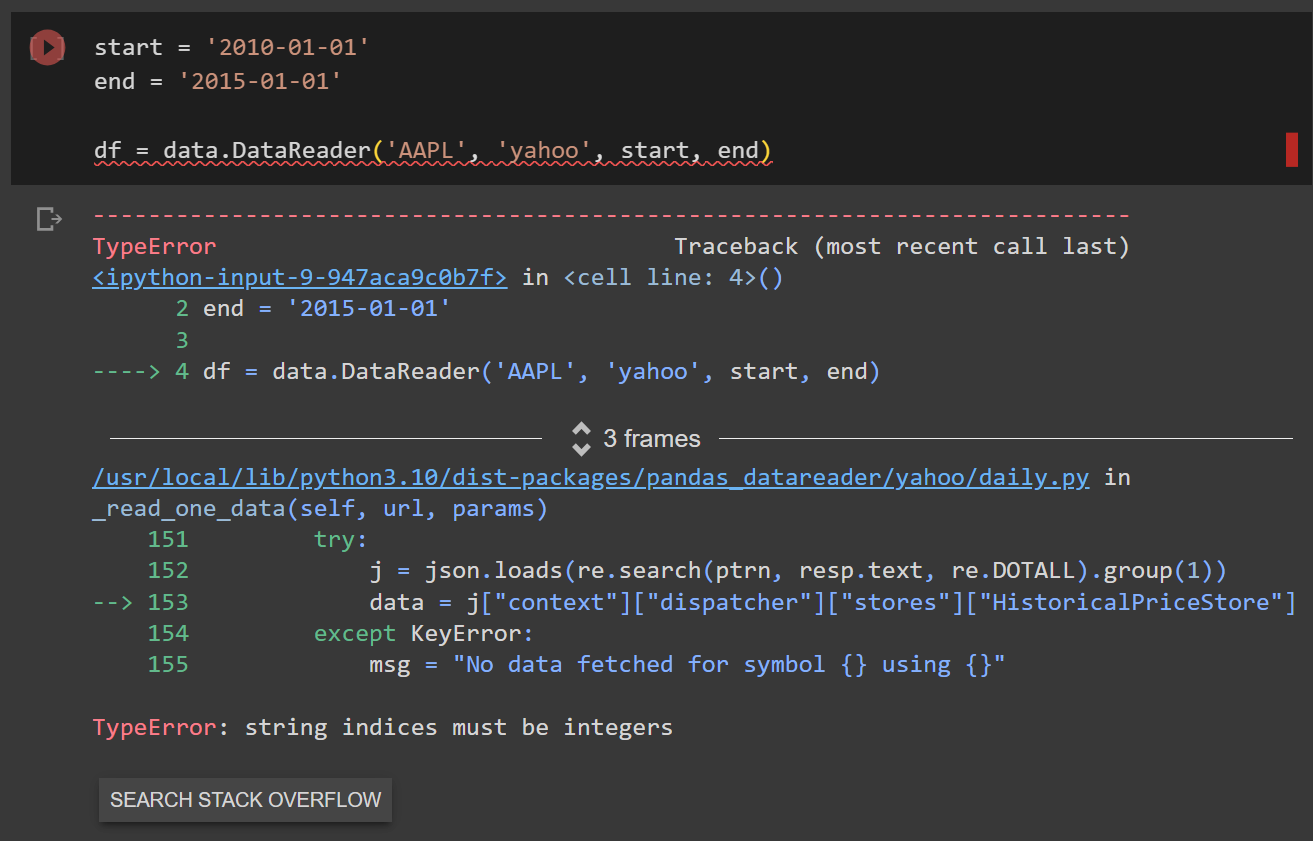 start = '2010-01-01'
end = '2015-01-01'
df = data.DataReader('AAPL', 'yahoo', start, end)
---------------------------------------------------------------------------
TypeError                                 Traceback (most recent call last)
<ipython-input-9-947aca9c0b7f> in <cell line: 4>()
      2 end = '2015-01-01'
      3
----> 4 df = data.DataReader('AAPL', 'yahoo', start, end)
3 frames
/usr/local/lib/python3.10/dist-packages/pandas_datareader/yahoo/daily.py in
_read_one_data(self, url, params)
    151         try:
    152             j = json.loads(re.search(ptrn, resp.text, re.DOTALL).group(1))
--> 153             data = j["context"]["dispatcher"]["stores"]["HistoricalPriceStore"]
    154         except KeyError:
    155             msg = "No data fetched for symbol {} using {}"
TypeError: string indices must be integers
SEARCH STACK OVERFLOW